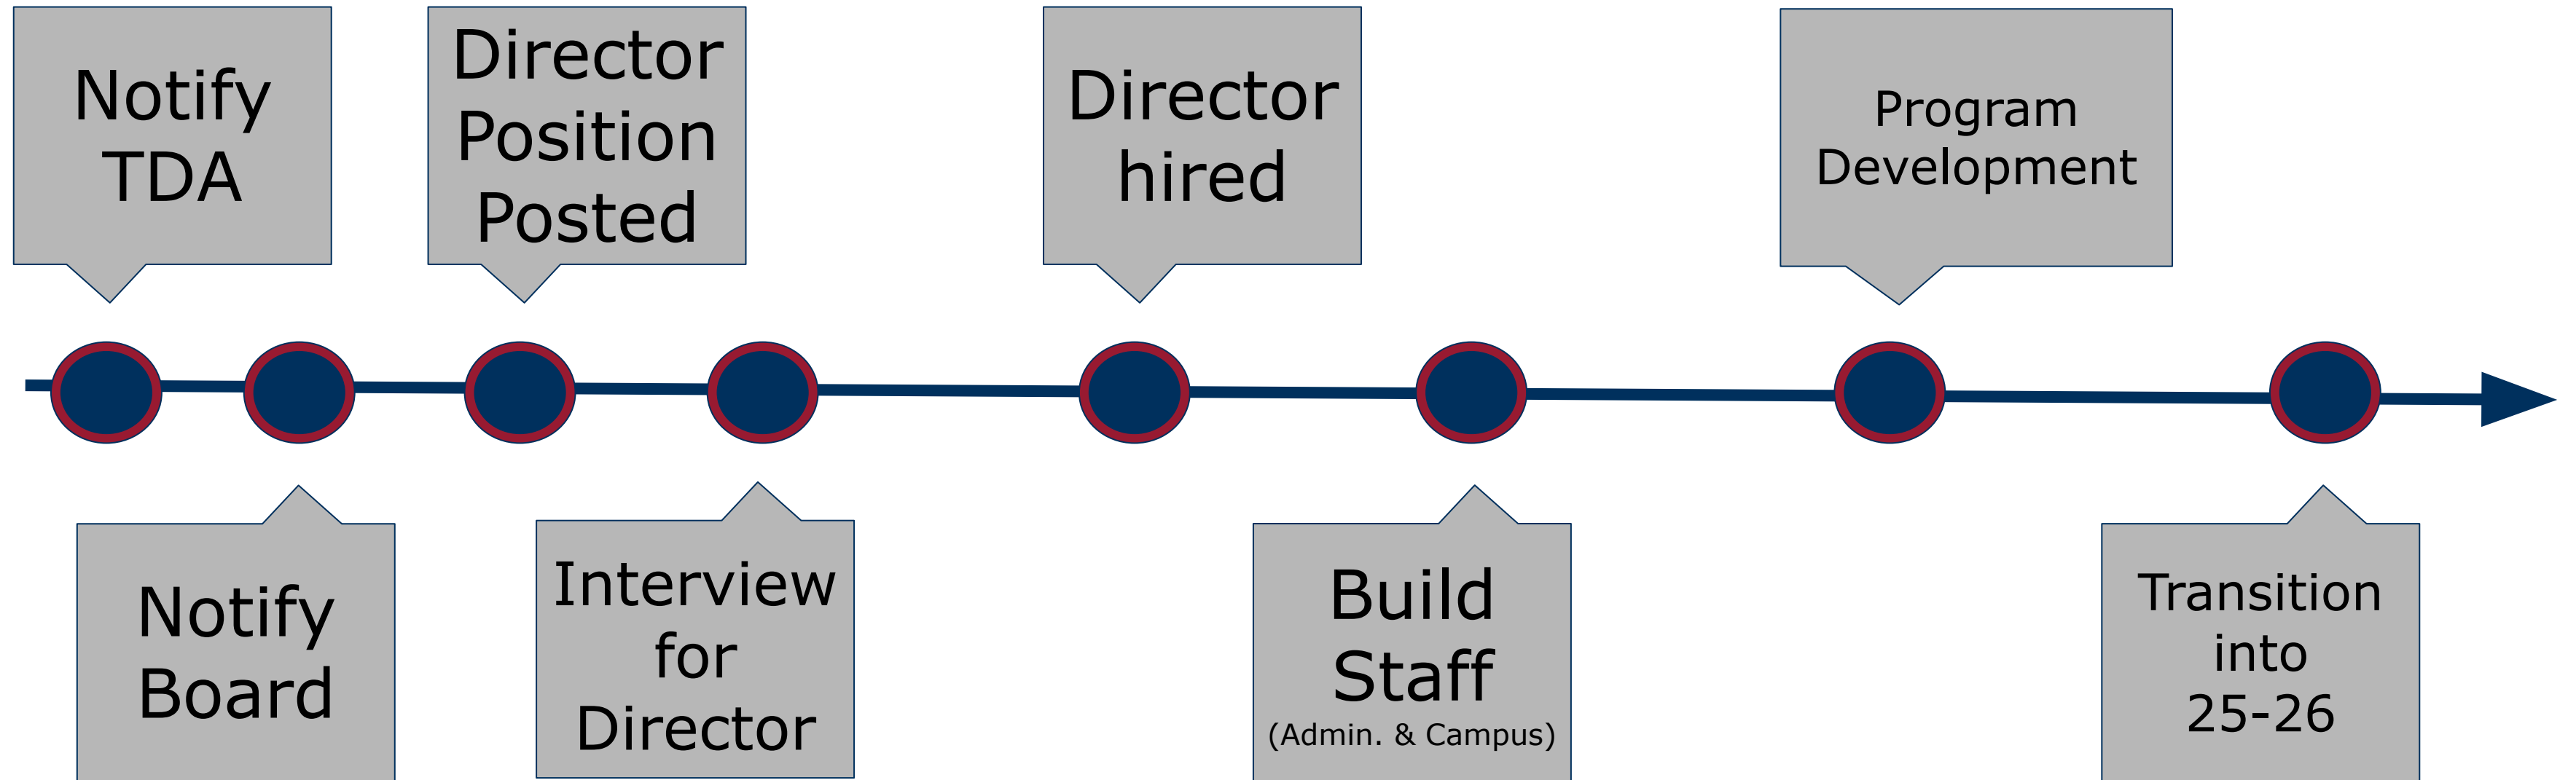 Notify
TDA
Director
Position
Posted
Director
hired
Program
Development
Notify
Board
Interview
for
Director
Build
Staff
(Admin. & Campus)
Transition
into
25-26